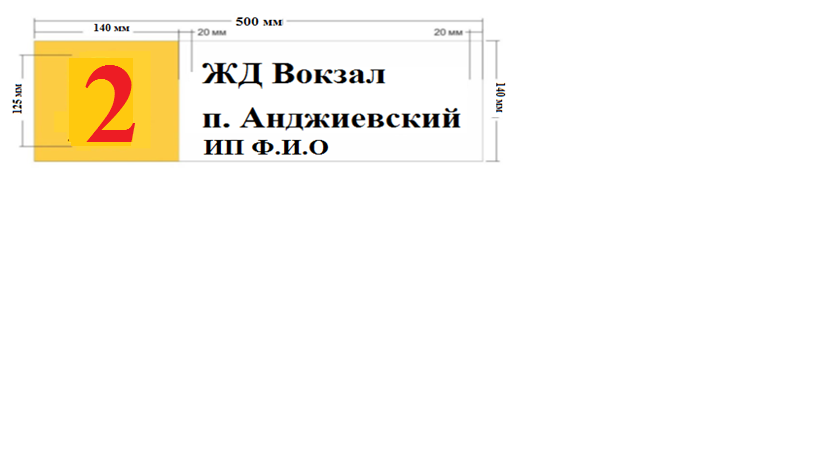 500 мм
140 мм
20 мм
20 мм
125 мм
2
ЖД Вокзал
п. Анджиевский
ИП Ф.И.О
140 мм